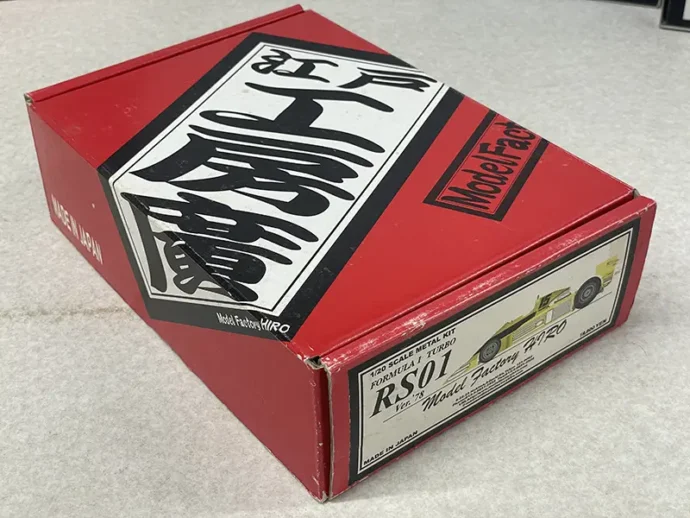 江戸
工房廣
Model Factory HIRO
Model Fact
MADE IN JAPAN
1/20 SCALE METAL KIT
FORMULA 1 TURBO
RS01
Ver. '78
Model Factory HIRO
MADE IN JAPAN